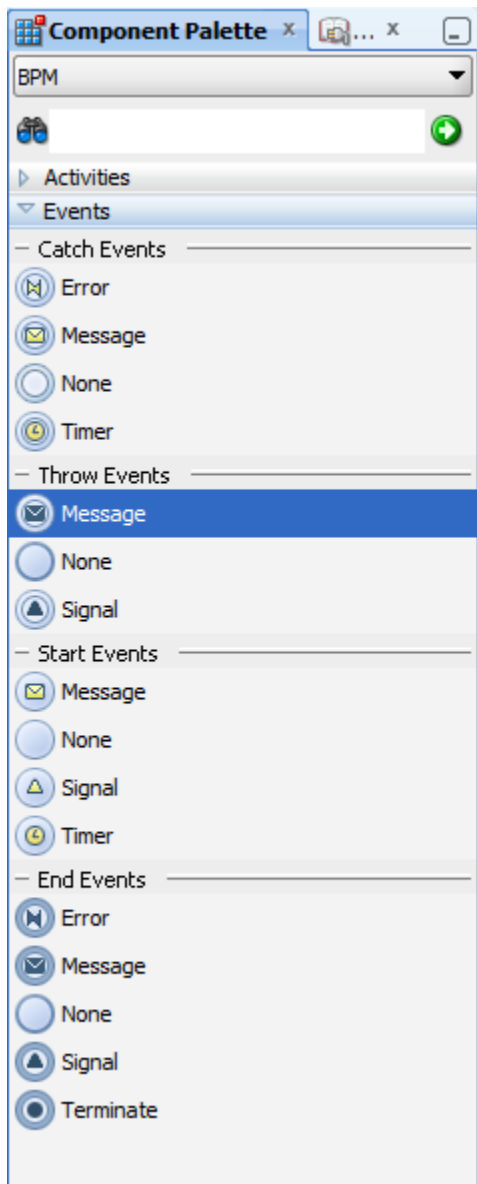 Component Palette x ... x
BPM
Activities
Events
Catch Events
Error
Message
None
Timer
Throw Events
Message
None
Signal
Start Events
Message
None
Signal
Timer
End Events
Error
Message
None
Signal
Terminate